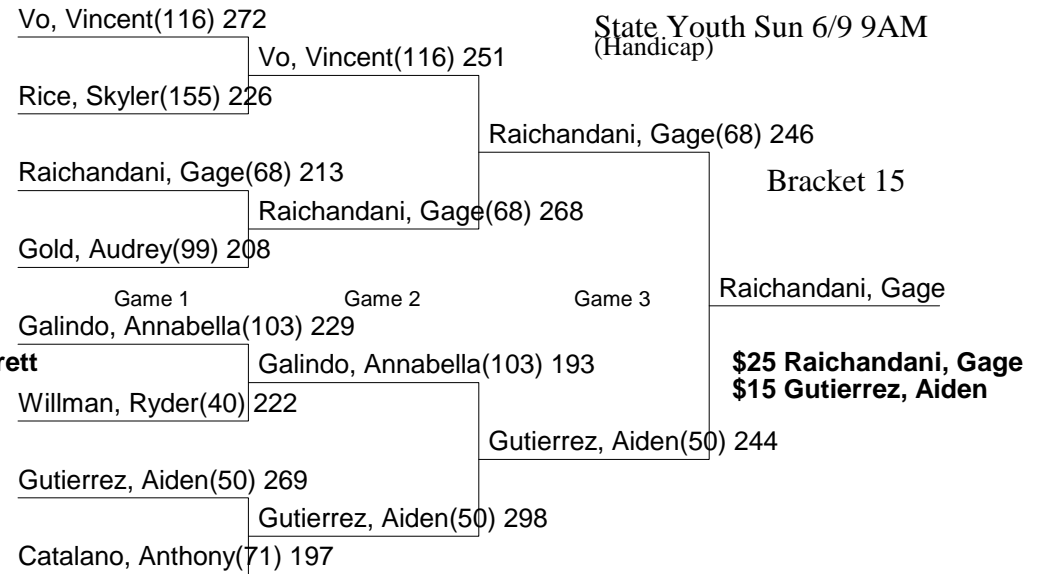 Vo, Vincent(116) 272
State Youth Sun 6/9 9AM
(Handicap)
Vo, Vincent(116) 251
Rice, Skyler(155) 226
Raichandani, Gage(68) 246
Raichandani, Gage(68) 213
Bracket 15
Raichandani, Gage(68) 268
Gold, Audrey(99) 208
Game 1 Game 2 Game 3
Raichandani, Gage
Galindo, Annabella(103) 229
rett
Galindo, Annabella(103) 193
$25 Raichandani, Gage
$15 Gutierrez, Aiden
Willman, Ryder(40) 222
Gutierrez, Aiden(50) 244
Gutierrez, Aiden(50) 269
Gutierrez, Aiden(50) 298
Catalano, Anthony(71) 197